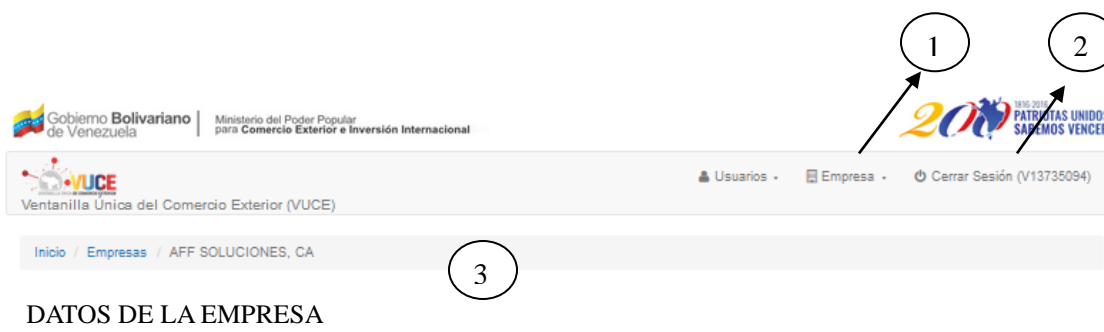 1 2
Gobierno Bolivariano de Venezuela
Ministerio del Poder Popular
para Comercio Exterior e Inversión Internacional
200
1816-2016
PATRIOTAS UNIDOS
SABEMOS VENCER
VUCE
Ventanilla Única del Comercio Exterior (VUCE)
Usuarios Empresa Cerrar Sesión (V13735094)
Inicio / Empresas / AFF SOLUCIONES, CA
3
DATOS DE LA EMPRESA